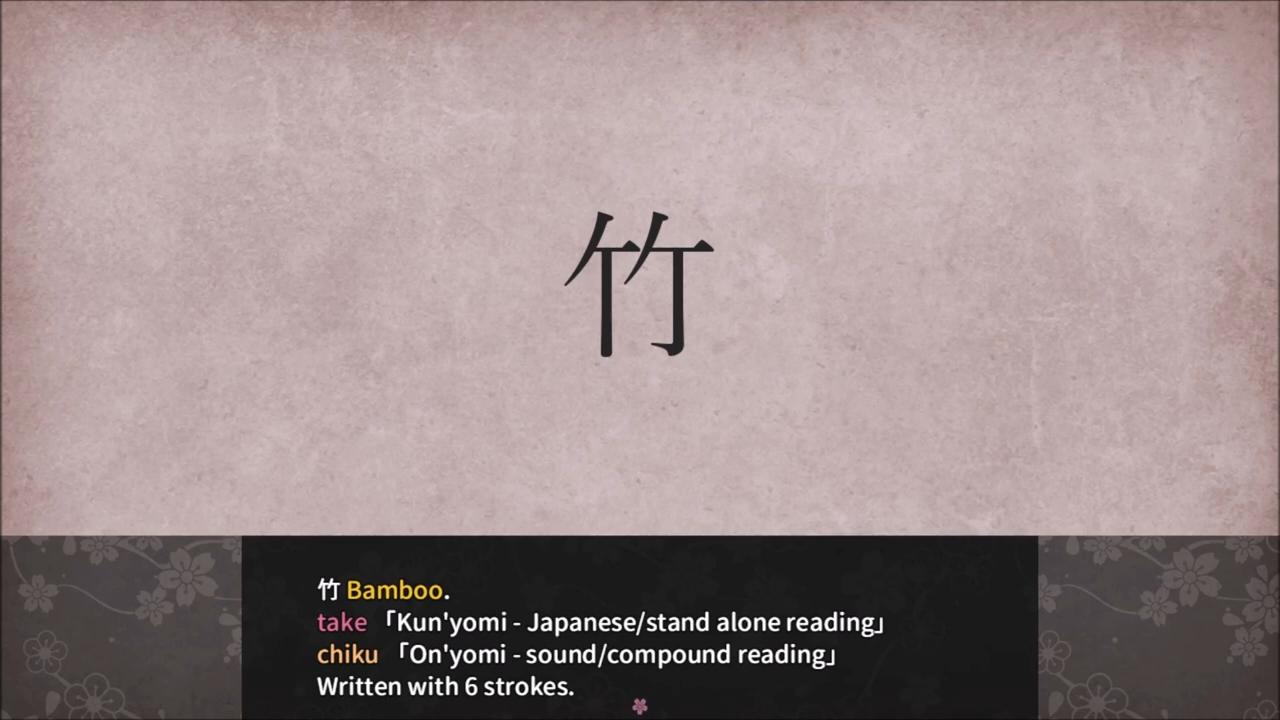 竹
竹 Bamboo.
take 「Kun'yomi - Japanese/stand alone reading」
chiku 「On'yomi - sound/compound reading」
Written with 6 strokes.